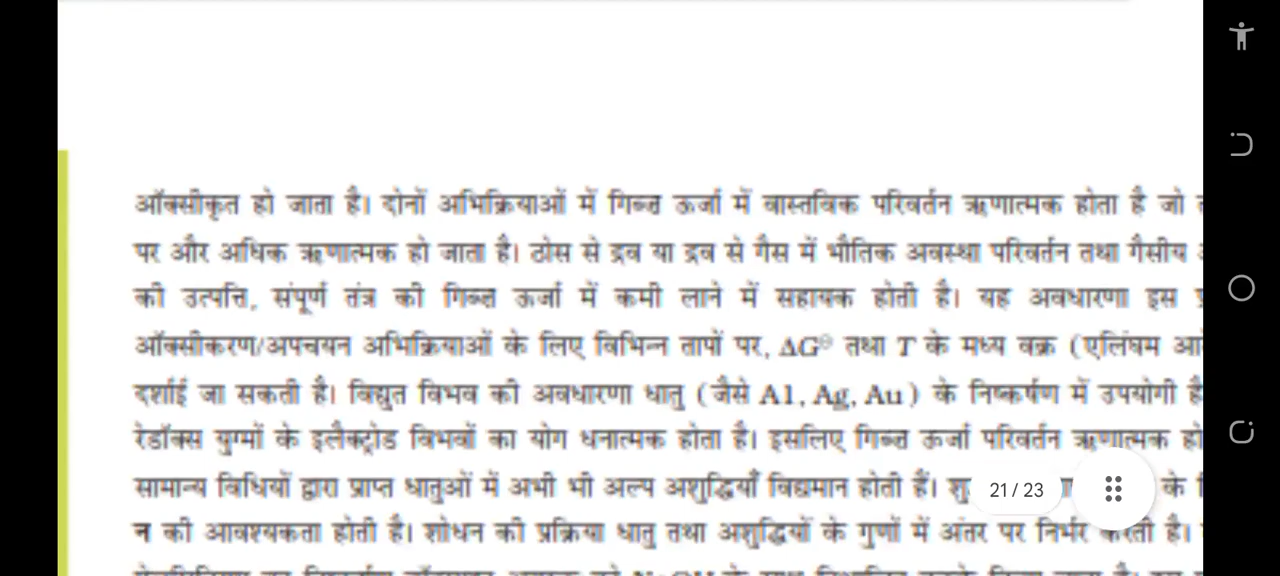 ऑक्सीकृत हो जाता है। दोनों अभिक्रियाओं में गिब्ज ऊर्जा में वास्तविक परिवर्तन ऋणात्मक होता है जो
पर और अधिक ऋणात्मक हो जाता है। ठोस से द्रव या द्रव से गैस में भौतिक अवस्था परिवर्तन तथा गैसीय
की उत्पत्ति, संपूर्ण तंत्र की गिब्ज ऊर्जा में कमी लाने में सहायक होती है। यह अवधारणा इस
ऑक्सीकरण/अपचयन अभिक्रियाओं के लिए विभिन्न तापों पर, ΔG⊖ तथा T के मध्य वक्र (एलिंघम
दर्शाई जा सकती है। विद्युत विभव की अवधारणा धातु (जैसे Al, Ag, Au) के निष्कर्षण में उपयोगी है
रेडॉक्स युग्मों के इलैक्ट्रोड विभवों का योग धनात्मक होता है। इसलिए गिब्ज ऊर्जा परिवर्तन ऋणात्मक
सामान्य विधियों द्वारा प्राप्त धातुओं में अभी भी अल्प अशुद्धियाँ विद्यमान होती हैं। के
21 / 23
न की आवश्यकता होती है। शोधन की प्रक्रिया धातु तथा अशुद्धियों के गुणों में अंतर पर निर्भर करती है।